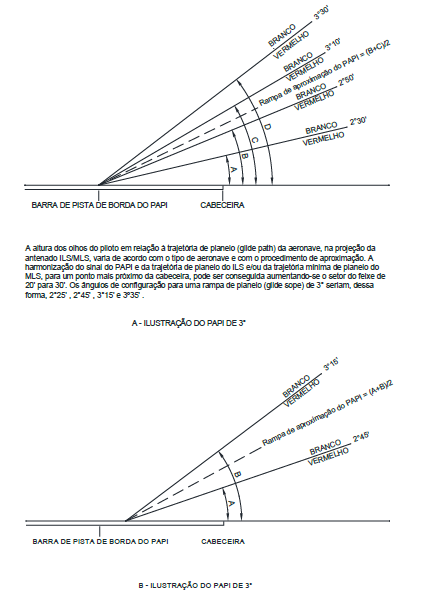 BRANCO
VERMELHO
3°30'
BRANCO
VERMELHO
3°10'
Rampa de aproximação do PAPI = (B+C)/2
BRANCO
VERMELHO
2°50'
BRANCO
VERMELHO
2°30'
D
C
B
A
BARRA DE PISTA DE BORDA DO PAPI
CABECEIRA
A altura dos olhos do piloto em relação à trajetória de planeio (glide path) da aeronave, na projeção da
antenado ILS/MLS, varia de acordo com o tipo de aeronave e com o procedimento de aproximação. A
harmonização do sinal do PAPI e da trajetória de planeio do ILS e/ou da trajetória mínima de planeio do
MLS, para um ponto mais próximo da cabeceira, pode ser conseguida aumentando-se o setor do feixe de
20' para 30'. Os ângulos de configuração para uma rampa de planeio (glide sope) de 3° seriam, dessa
forma, 2°25' , 2°45' , 3°15' e 3º35' .
A - ILUSTRAÇÃO DO PAPI DE 3°
BRANCO
VERMELHO
3°15'
Rampa de aproximação do PAPI = (A+B)/2
BRANCO
VERMELHO
2°45'
B
A
BARRA DE PISTA DE BORDA DO PAPI
CABECEIRA
B - ILUSTRAÇÃO DO PAPI DE 3°